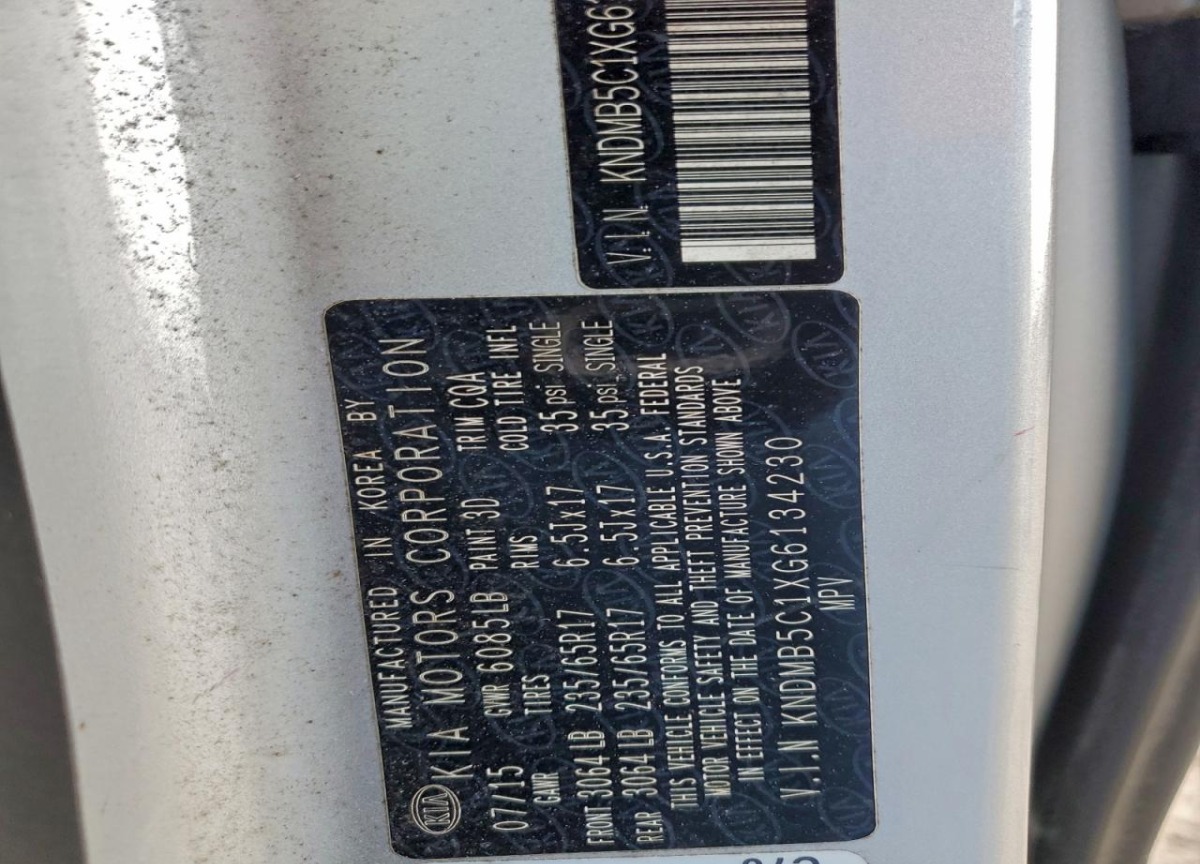 KIA
MANUFACTURED IN KOREA BY
KIA MOTORS CORPORATION
07/15 GVWR 6085LB PAINT 3D TRIM CQA
GAWR TIRES RIMS COLD TIRE INFL
FRONT 3064LB 235/65R17 6.5Jx17 35psi, SINGLE
REAR 3064LB 235/65R17 6.5Jx17 35psi, SINGLE
THIS VEHICLE CONFORMS TO ALL APPLICABLE U.S.A. FEDERAL
MOTOR VEHICLE SAFETY AND THEFT PREVENTION STANDARDS
IN EFFECT ON THE DATE OF MANUFACTURE SHOWN ABOVE
V.I.N KNDMB5C1XG6134230
MPV
V.I.N. KNDMB5C1XG6